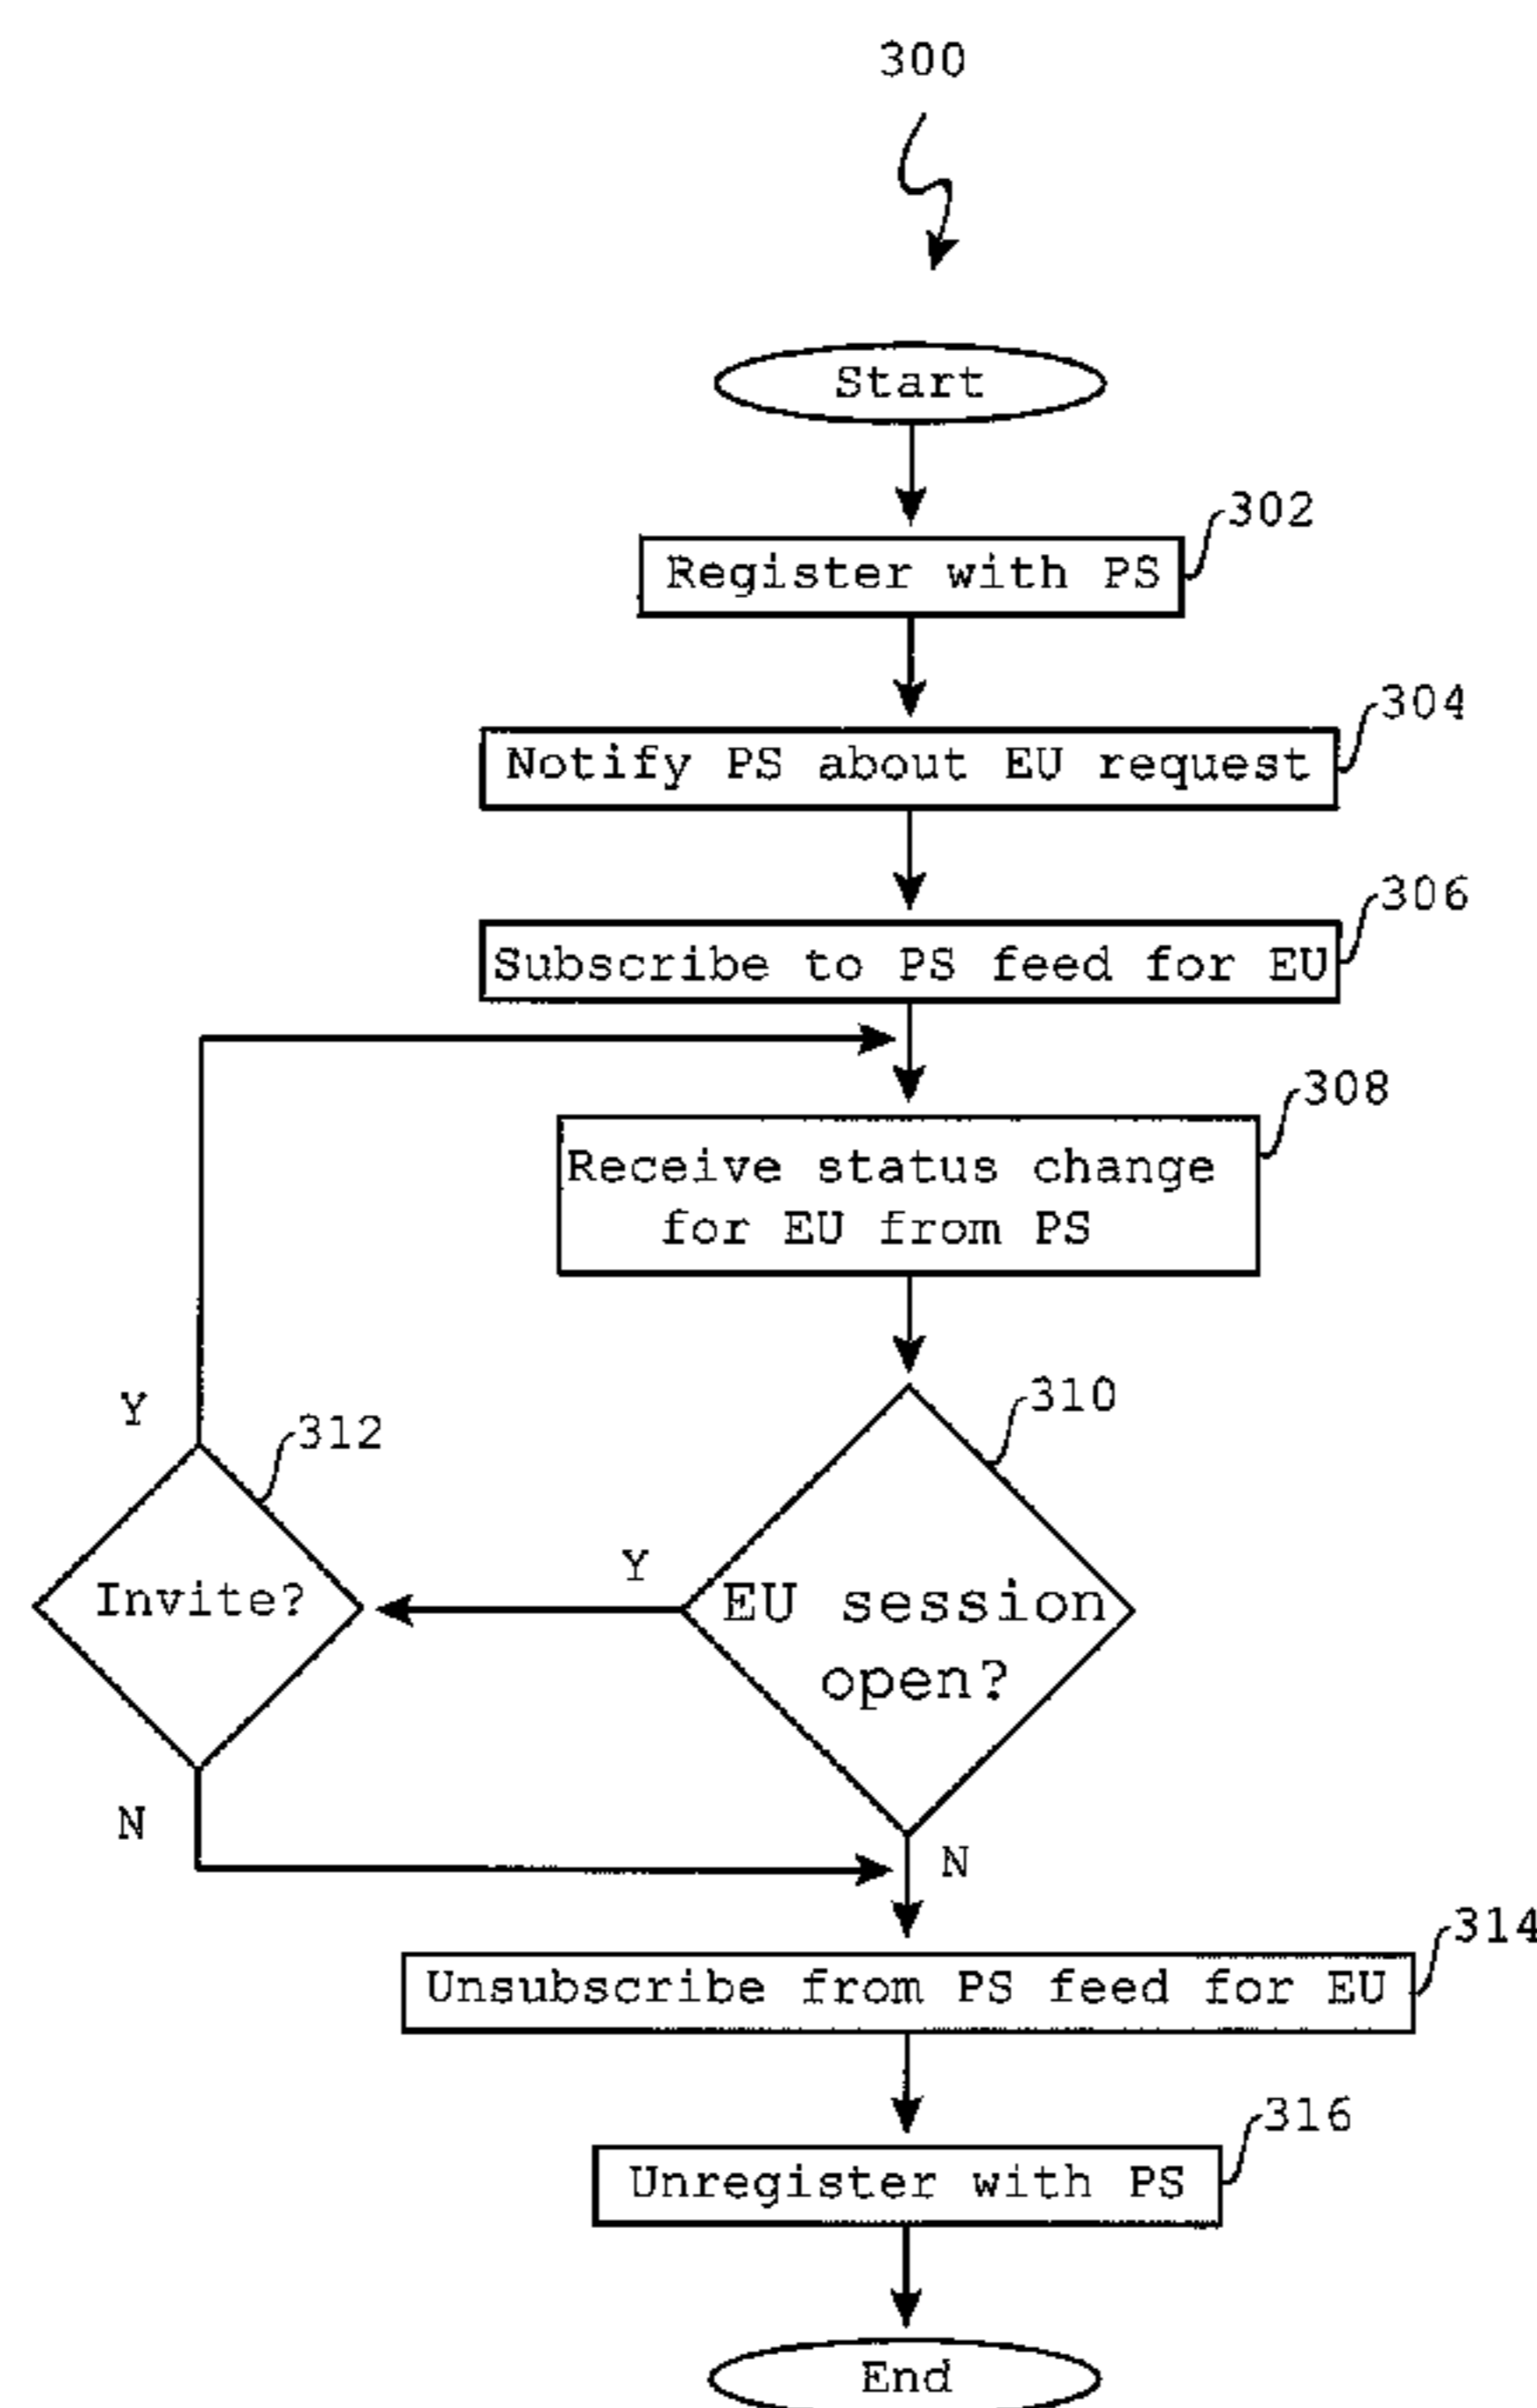 300
Start
302
Register with PS
304
Notify PS about EU request
306
Subscribe to PS feed for EU
308
Receive status change
for EU from PS
310
Y
312
Invite?
Y
EU session
open?
N
N
314
Unsubscribe from PS feed for EU
316
Unregister with PS
End